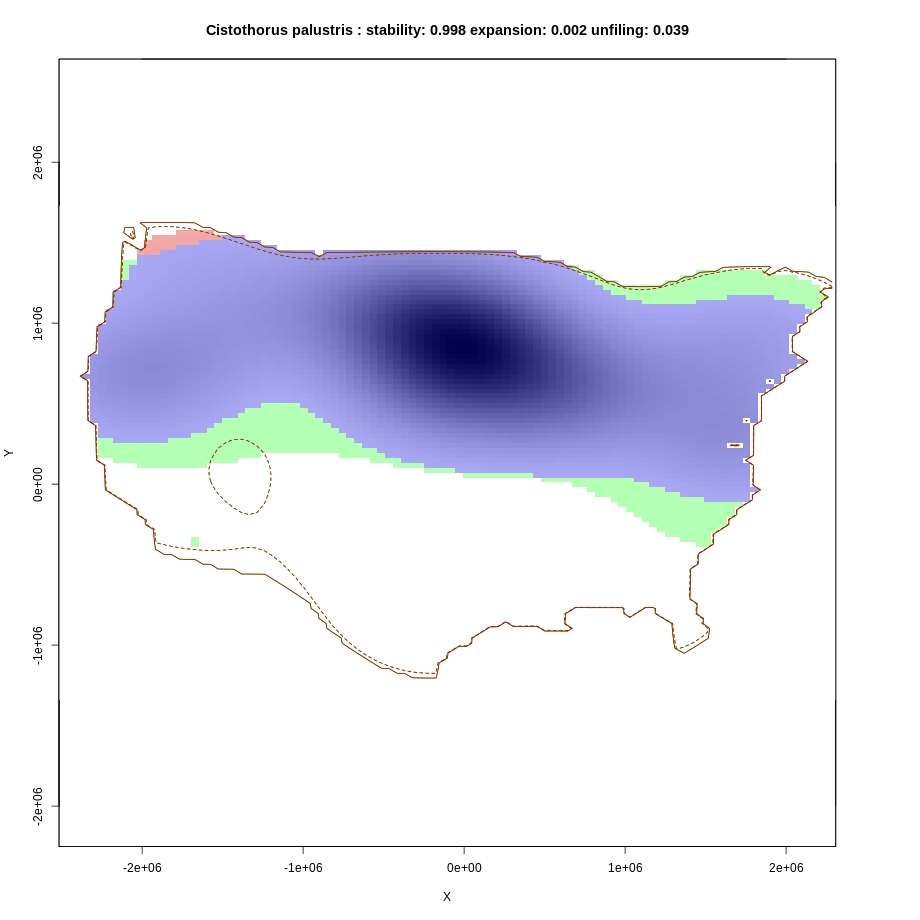 Cistothorus palustris : stability: 0.998 expansion: 0.002 unfiling: 0.039
2e+06
1e+06
0e+00
-1e+06
-2e+06
Y
-2e+06 -1e+06 0e+00 1e+06 2e+06
X